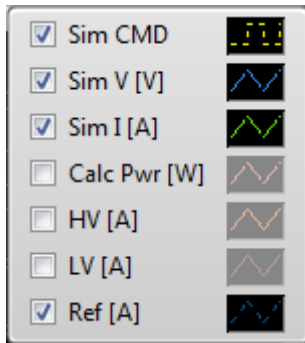 Sim CMD
Sim V [V]
Sim I [A]
Calc Pwr [W]
HV [A]
LV [A]
Ref [A]